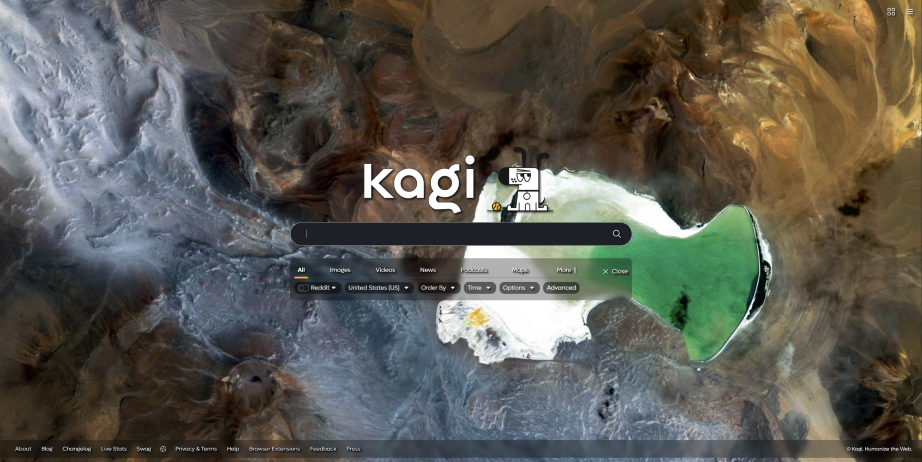 kagi
All Images Videos News Podcasts Maps More Close
Reddit United States (US) Order By Time Options Advanced
About Blog Changelog Live Stats Swag Privacy & Terms Help Browser Extensions Feedback Press © Kagi. Humanize the Web.